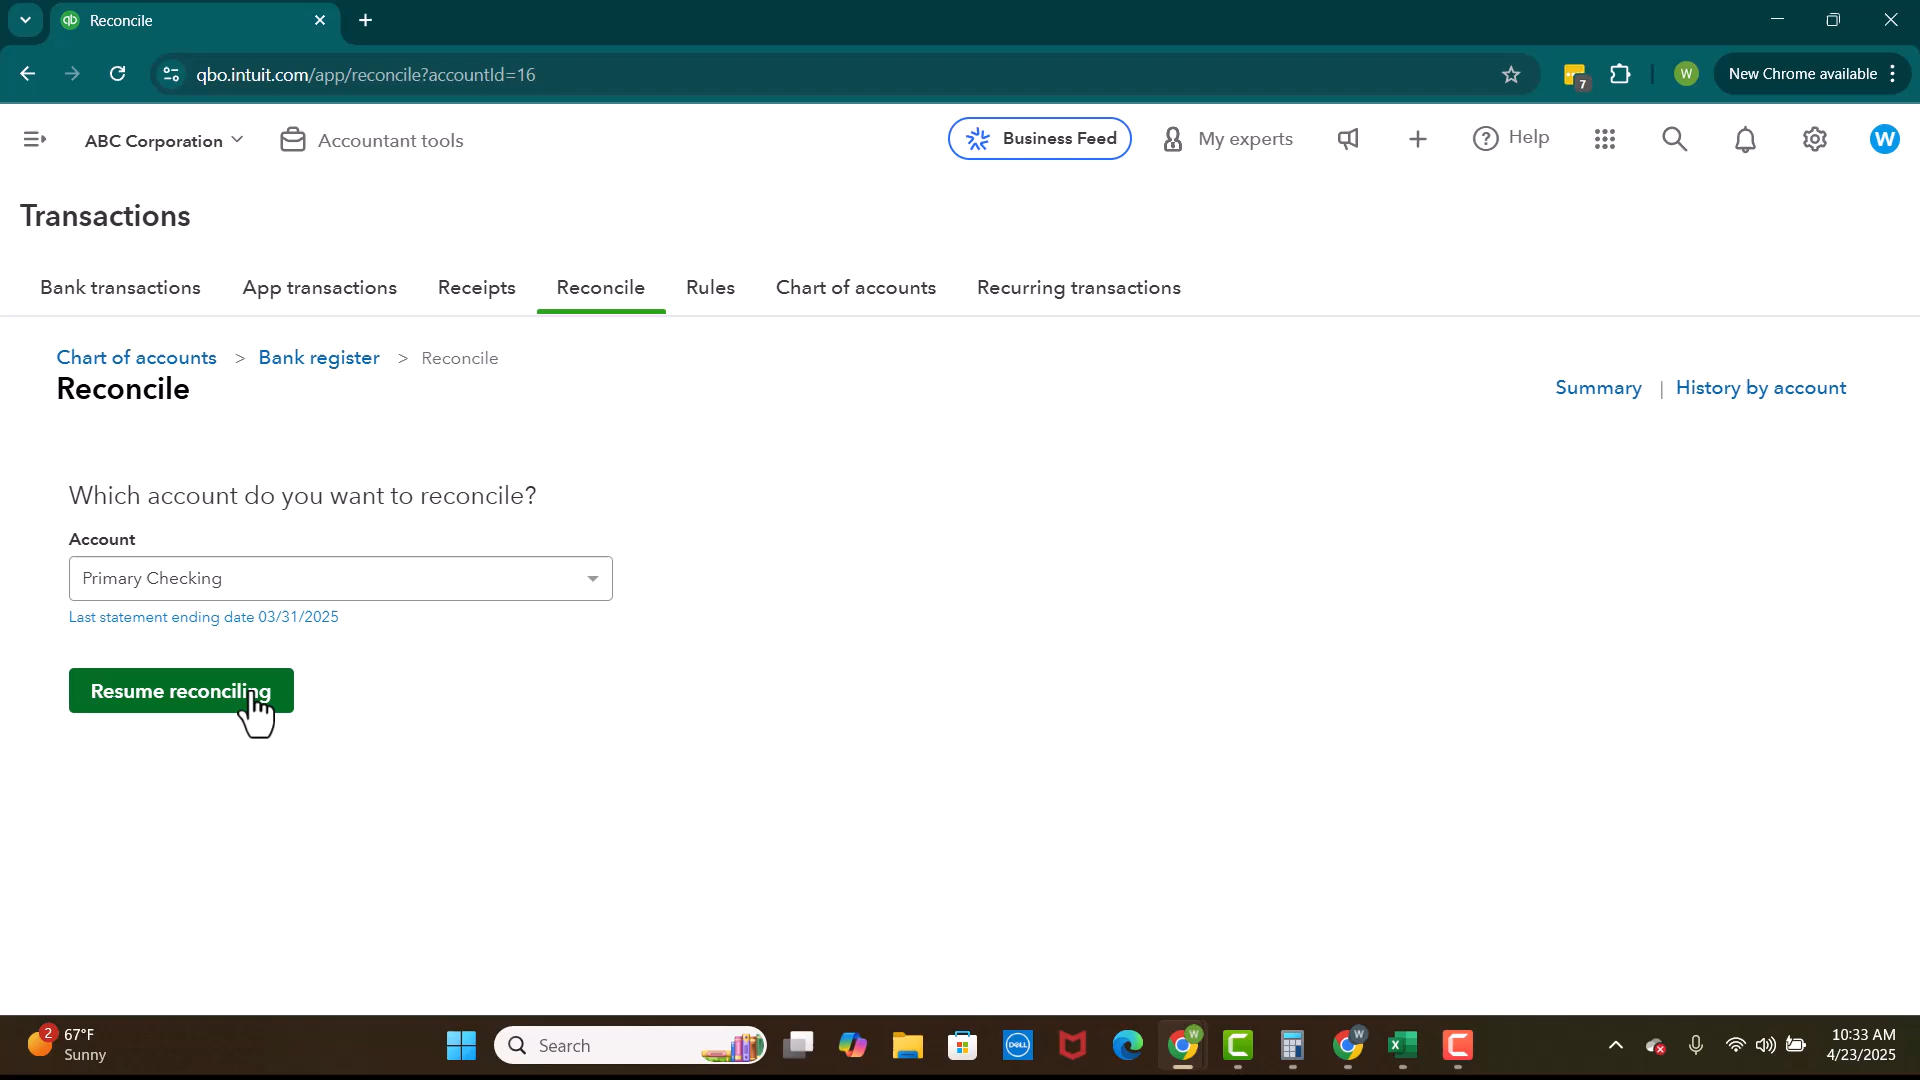 Reconcile
qbo.intuit.com/app/reconcile?accountId=16
7
W
New Chrome available
ABC Corporation
Accountant tools
Business Feed
My experts
Help
W
Transactions
Bank transactions
App transactions
Receipts
Reconcile
Rules
Chart of accounts
Recurring transactions
Chart of accounts > Bank register > Reconcile
Reconcile
Summary | History by account
Which account do you want to reconcile?
Account
Primary Checking
Last statement ending date 03/31/2025
Resume reconciling
2
67°F
Sunny
Search
DELL
W
W
10:33 AM
4/23/2025